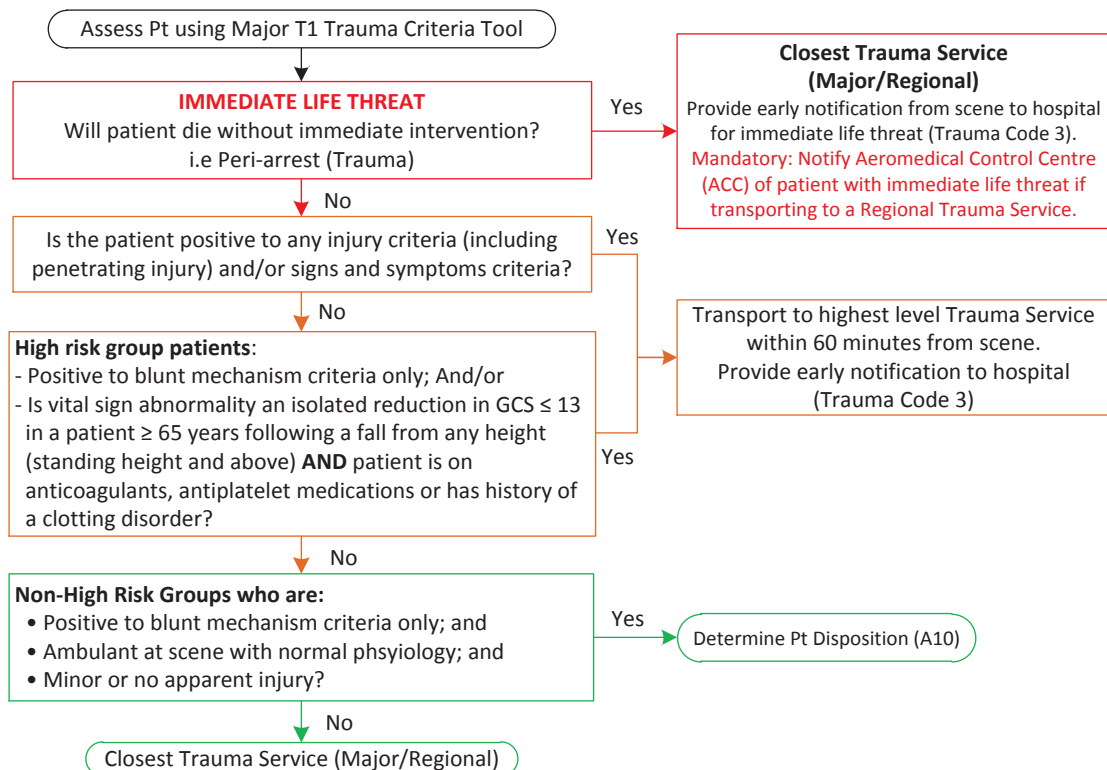 Assess Pt using Major T1 Trauma Criteria Tool
IMMEDIATE LIFE THREAT
Will patient die without immediate intervention?
i.e Peri-arrest (Trauma)
Yes
Closest Trauma Service
(Major/Regional)
Provide early notification from scene to hospital
for immediate life threat (Trauma Code 3).
Mandatory: Notify Aeromedical Control Centre
(ACC) of patient with immediate life threat if
transporting to a Regional Trauma Service.
No
Is the patient positive to any injury criteria (including
penetrating injury) and/or signs and symptoms criteria?
Yes
No
High risk group patients:
- Positive to blunt mechanism criteria only; And/or
- Is vital sign abnormality an isolated reduction in GCS ≤ 13
in a patient ≥ 65 years following a fall from any height
(standing height and above) AND patient is on
anticoagulants, antiplatelet medications or has history of
a clotting disorder?
Yes
Transport to highest level Trauma Service
within 60 minutes from scene.
Provide early notification to hospital
(Trauma Code 3)
No
Non-High Risk Groups who are:
• Positive to blunt mechanism criteria only; and
• Ambulant at scene with normal phsyiology; and
• Minor or no apparent injury?
Yes
Determine Pt Disposition (A10)
No
Closest Trauma Service (Major/Regional)